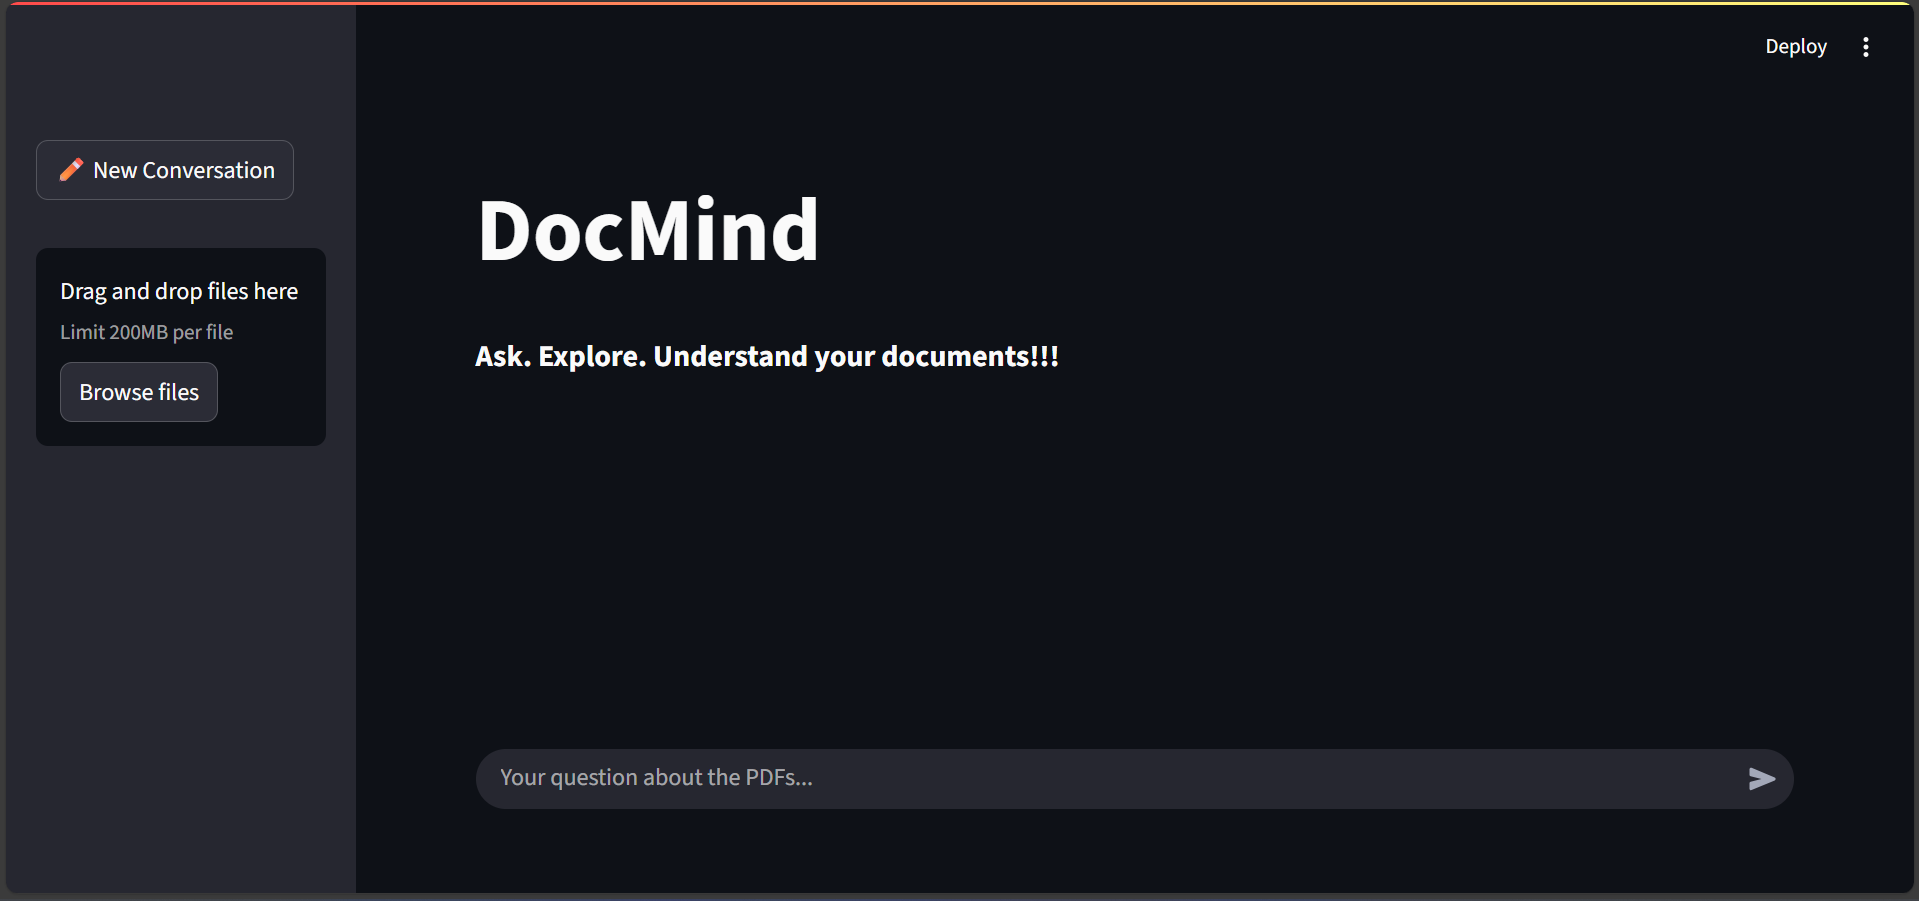 Deploy
New Conversation
Drag and drop files here
Limit 200MB per file
Browse files
DocMind
Ask. Explore. Understand your documents!!!
Your question about the PDFs...